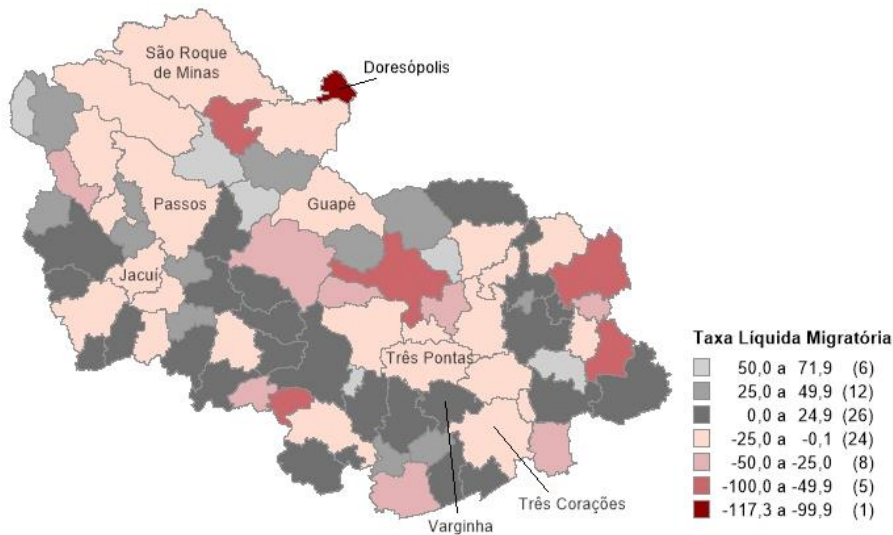 São Roque
de Minas
Doresópolis
Passos
Guapé
Jacuí
Três Pontas
Três Corações
Varginha
Taxa Líquida Migratória
50,0 a 71,9 (6)
25,0 a 49,9 (12)
0,0 a 24,9 (26)
-25,0 a -0,1 (24)
-50,0 a -25,0 (8)
-100,0 a -49,9 (5)
-117,3 a -99,9 (1)